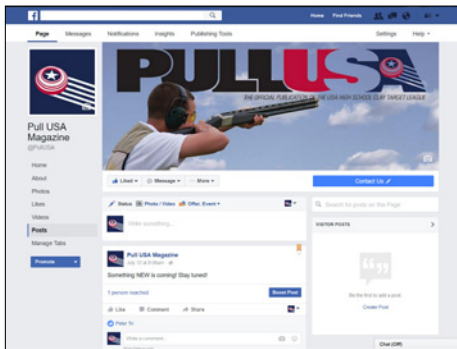 Home Find Friends
Page Messages Notifications Insights Publishing Tools Settings Help
PULLUSA
THE OFFICIAL PUBLICATION OF THE USA HIGH SCHOOL CLAY TARGET LEAGUE
Pull USA
Magazine
@PullUSA
Home
About
Photos
Likes
Videos
Posts
Manage Tabs
Promote
Liked Message More Contact Us
Status Photo / Video Offer, Event +
Write something...
Search for posts on this Page
VISITOR POSTS
Be the first to add a post.
Create Post
Pull USA Magazine
Something NEW is coming! Stay tuned!
1 person reached Boost Post
Like Comment Share
Write a comment...
Chat (Off)